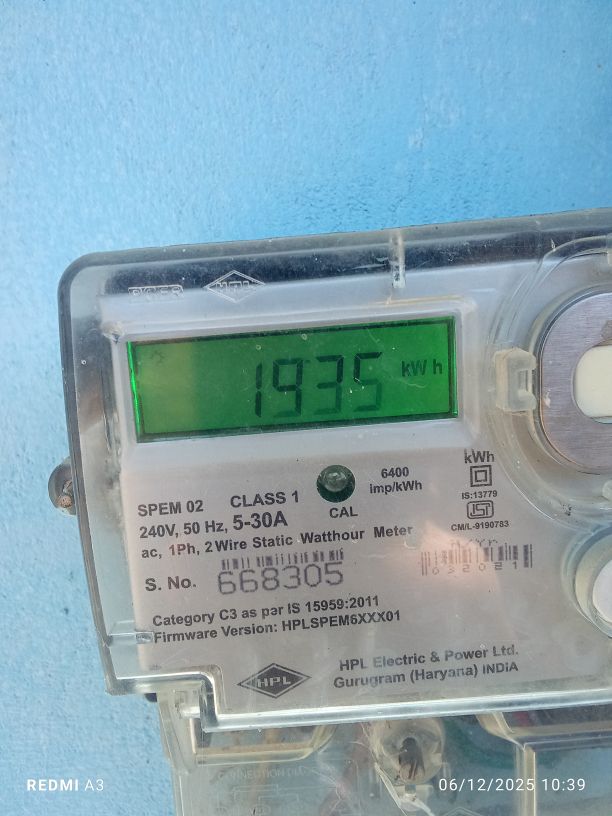 HPL
1935 kWh
kWh
6400
imp/kWh
IS:13779
SPEM 02 CLASS 1
CAL
240V, 50 Hz, 5-30A
CM/L-9190783
ac, 1Ph, 2 Wire Static Watthour Meter
S. No. 668305
032021
Category C3 as par IS 15959:2011
Firmware Version: HPLSPEM6XXX01
HPL
HPL Electric & Power Ltd.
Gurugram (Haryana) INDIA
REDMI A3
06/12/2025 10:39